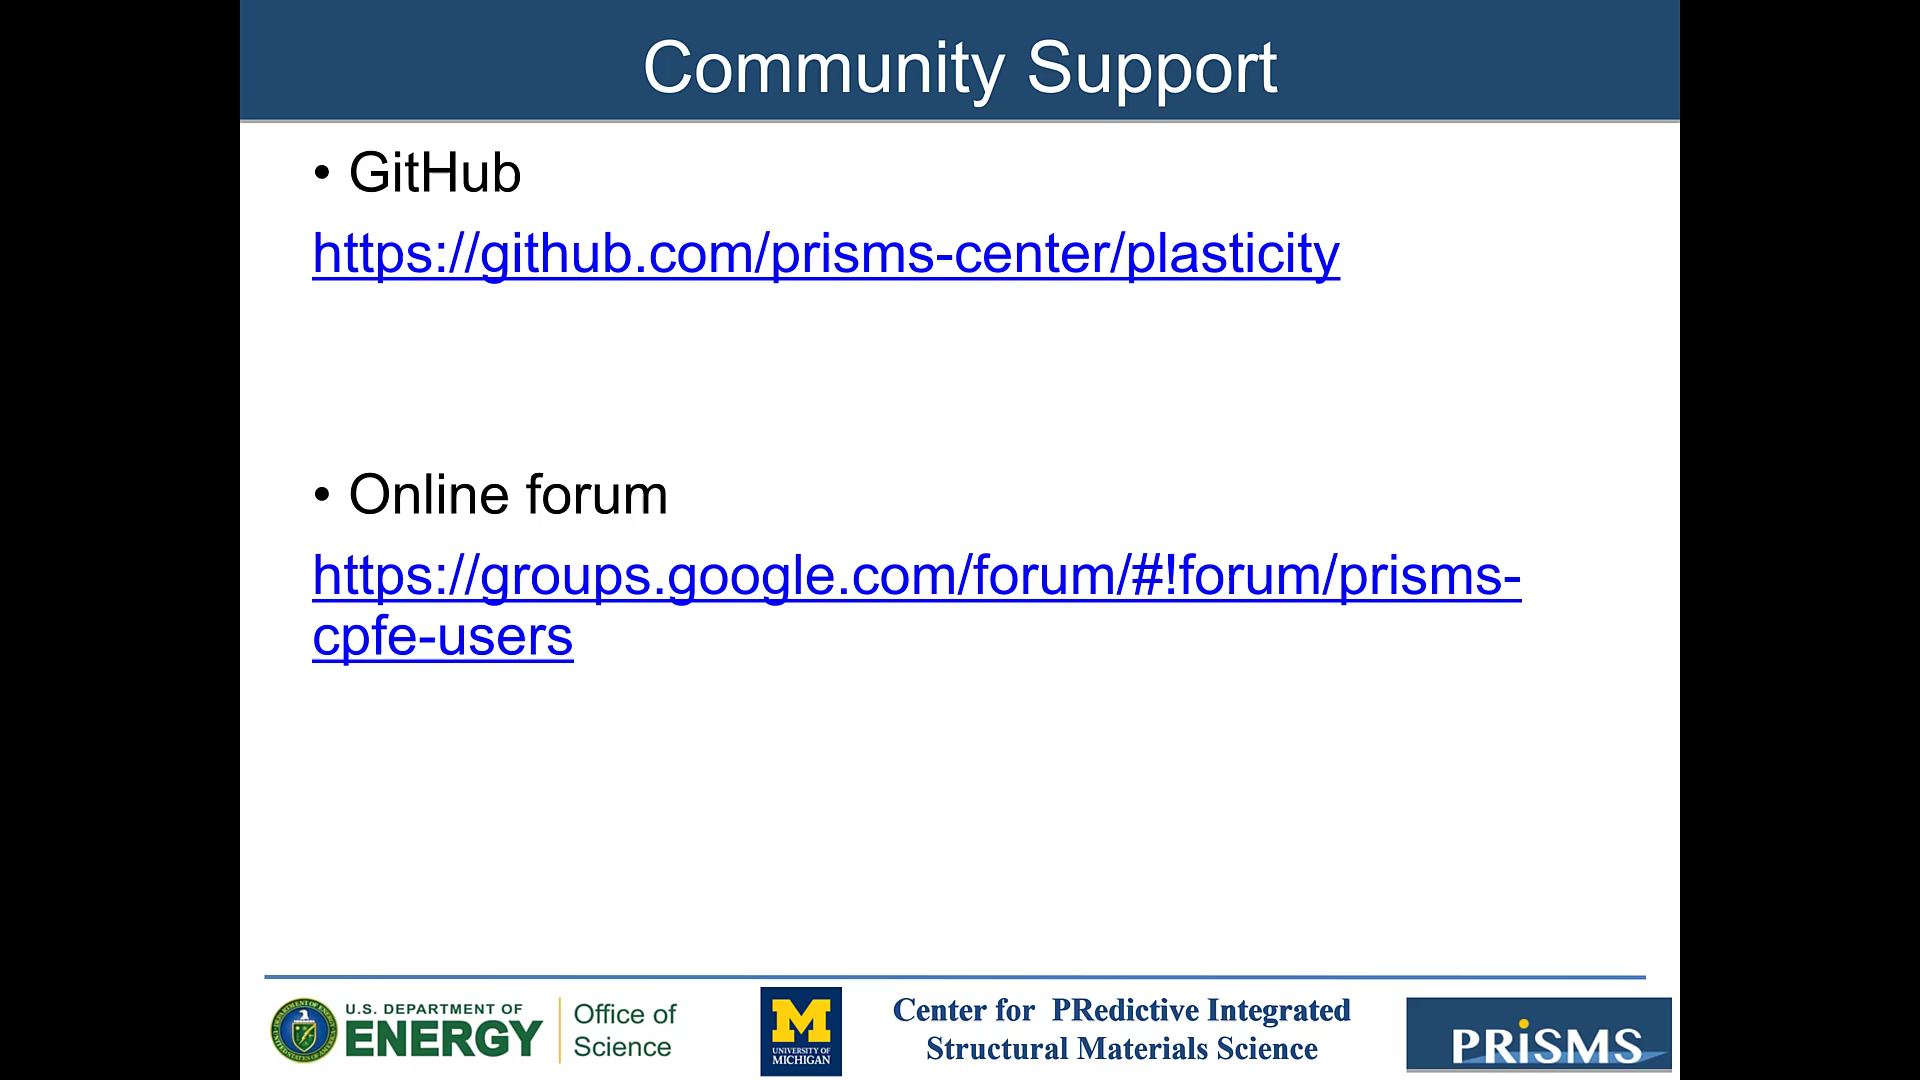 Community Support
• GitHub
https://github.com/prisms-center/plasticity
• Online forum
https://groups.google.com/forum/#!forum/prisms-
cpfe-users
U.S. DEPARTMENT OF
ENERGY
Office of
Science
M
UNIVERSITY OF
MICHIGAN
Center for PRedictive Integrated
Structural Materials Science
PRiSMS